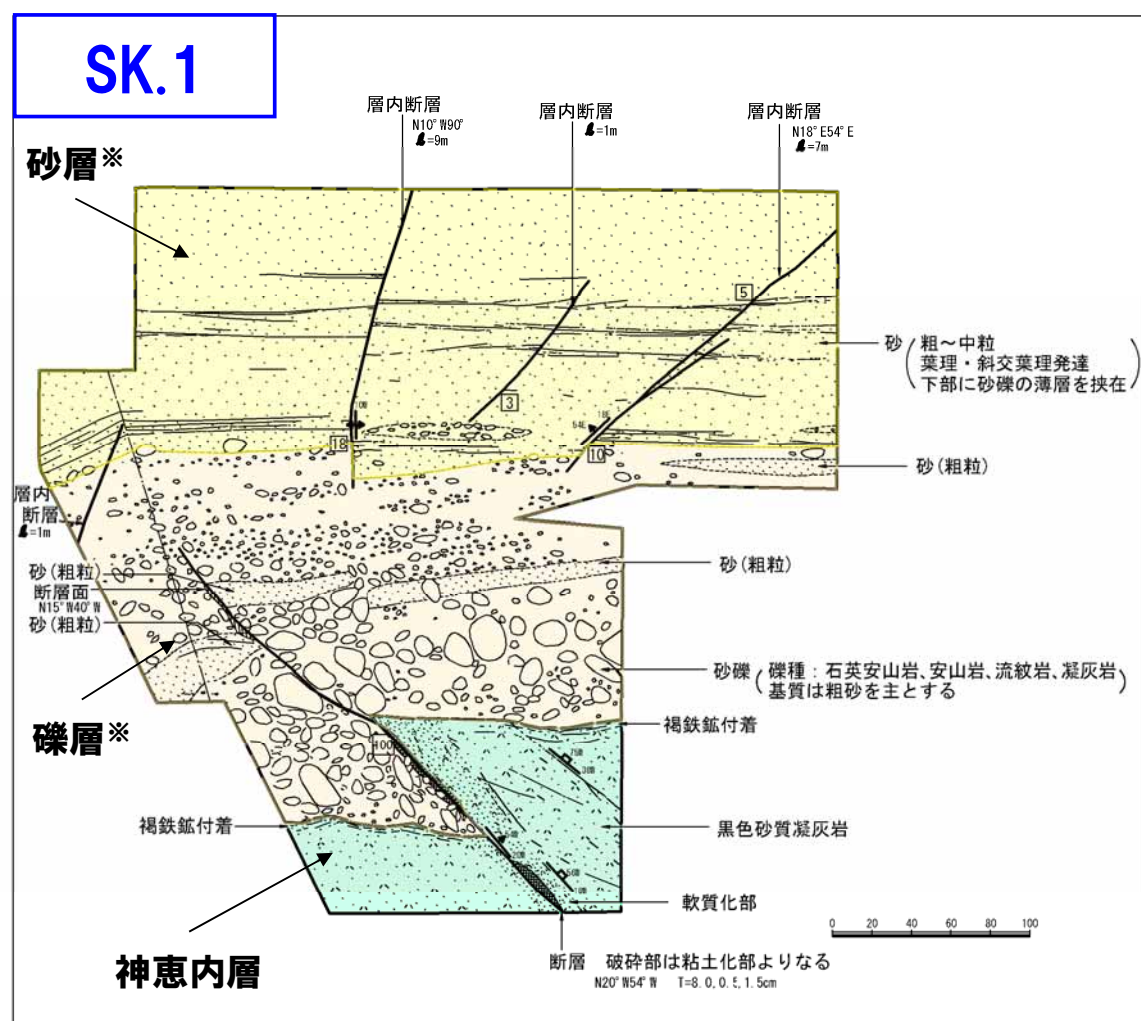 SK.1
層内断層
N10°W90°
ℓ=9m
層内断層
ℓ=1m
層内断層
N18°E54°E
ℓ=7m
砂層※
5
砂
粗～中粒
葉理・斜交葉理発達
下部に砂礫の薄層を挟在
3
18E
54E
18
10
砂(粗粒)
層内
断層
ℓ=1m
砂(粗粒)
砂(粗粒)
断層面
N15°W40°W
砂(粗粒)
砂礫
礫種：石英安山岩、安山岩、流紋岩、凝灰岩
基質は粗砂を主とする
礫層※
褐鉄鉱付着
100
褐鉄鉱付着
黒色砂質凝灰岩
軟質化部
神恵内層
0 20 40 60 80 100
断層 破砕部は粘土化部よりなる
N20°W54°W T=8.0,0.5,1.5cm